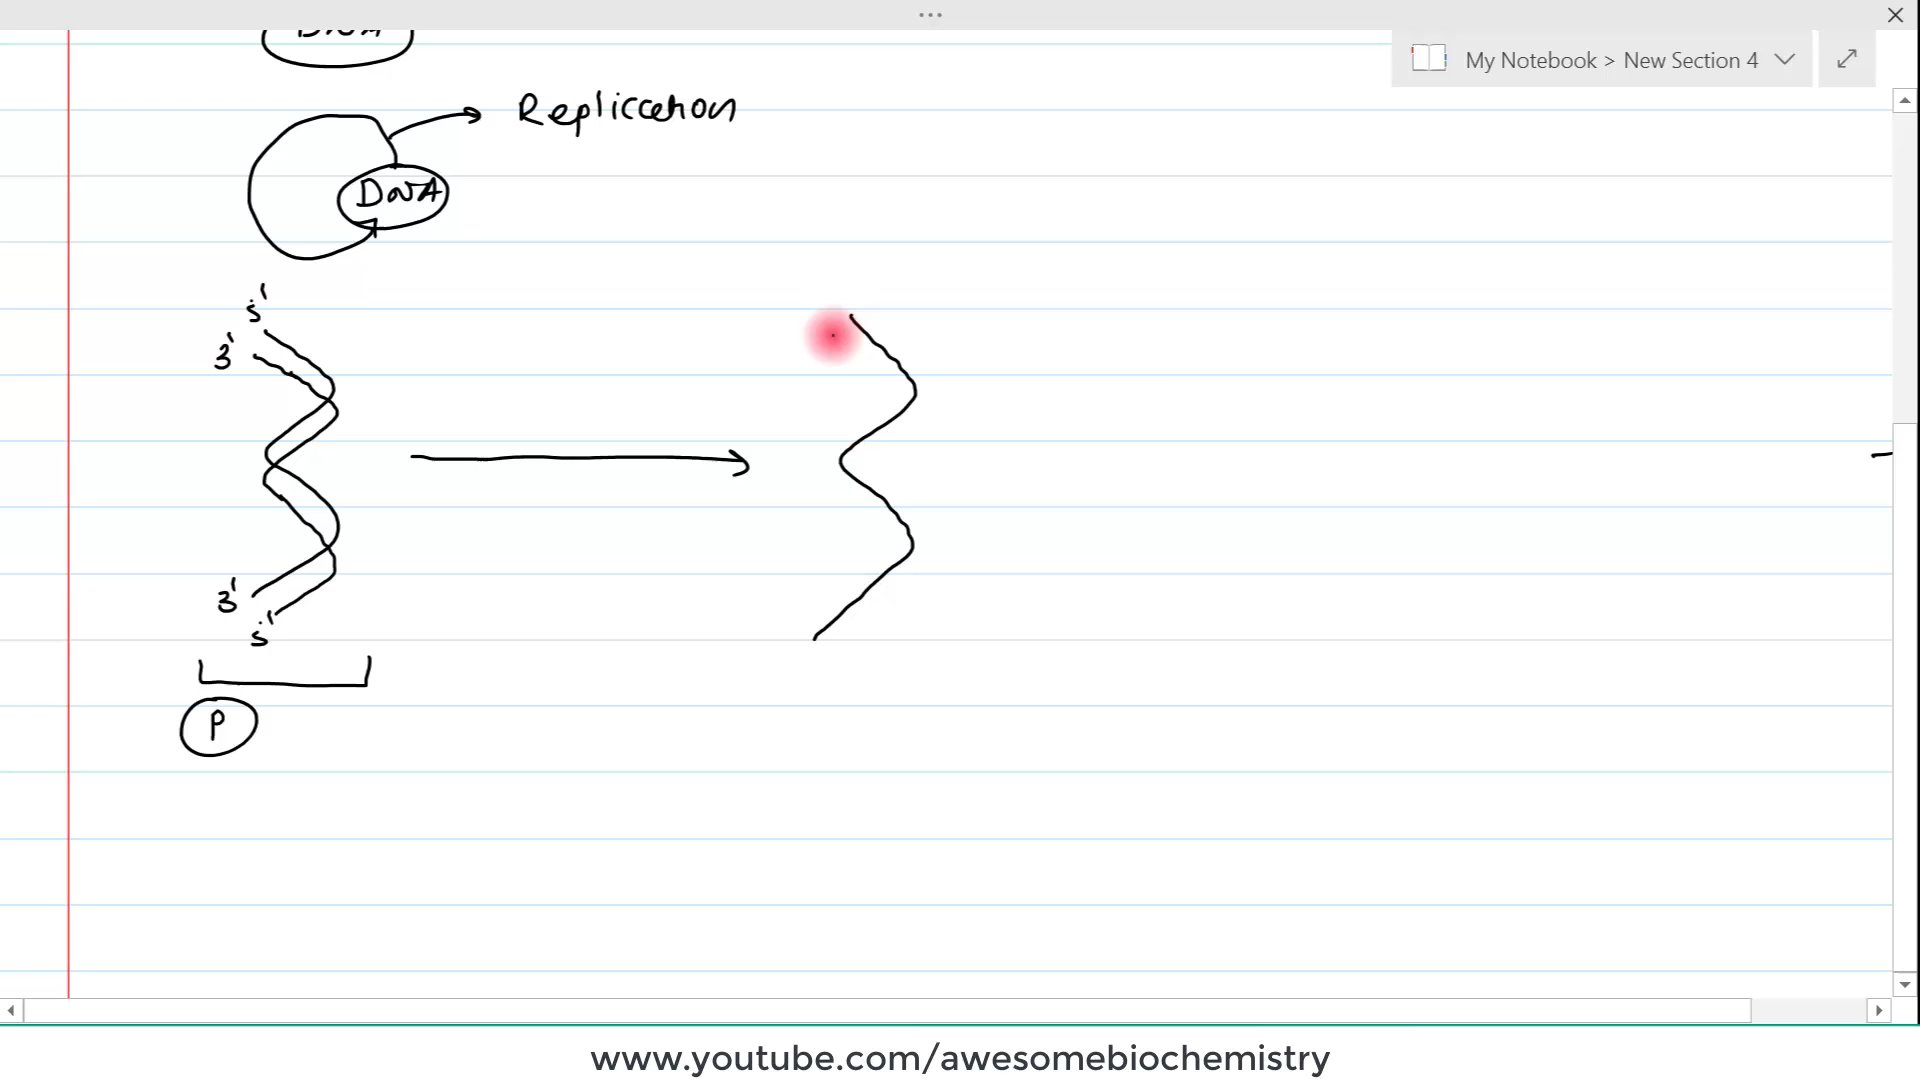 My Notebook > New Section 4
Replication
DNA
5'
3'
3'
5'
P
www.youtube.com/awesomebiochemistry